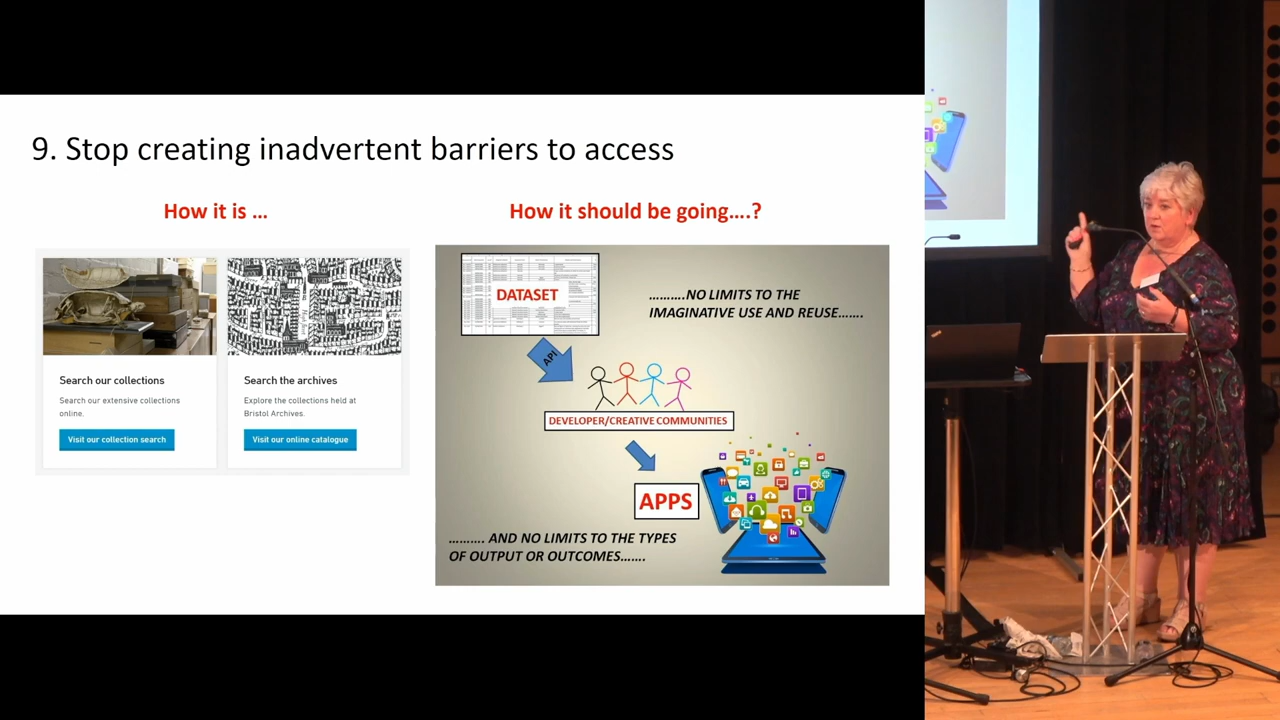 9. Stop creating inadvertent barriers to access
How it is ...
How it should be going....?
Search our collections
Search our extensive collections
online.
Visit our collection search
Search the archives
Explore the collections held at
Bristol Archives.
Visit our online catalogue
DATASET
..........NO LIMITS TO THE
IMAGINATIVE USE AND REUSE.......
API
DEVELOPER/CREATIVE COMMUNITIES
APPS
.......... AND NO LIMITS TO THE TYPES
OF OUTPUT OR OUTCOMES.......